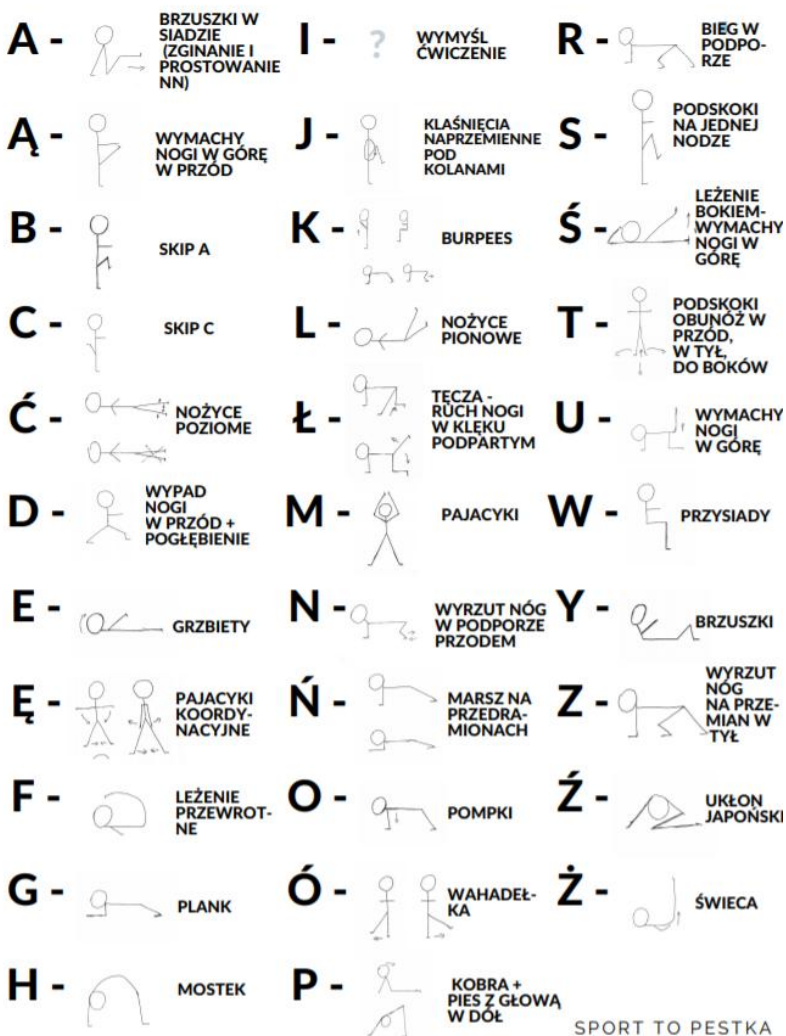 A - BRZUSZKI W
SIADZIE
(ZGINANIE I
PROSTOWANIE
NN)
Ą - WYMACHY
NOGI W GÓRĘ
W PRZÓD
B - SKIP A
C - SKIP C
Ć - NOŻYCE
POZIOME
D - WYPAD
NOGI
W PRZÓD +
POGŁĘBIENIE
E - GRZBIETY
Ę - PAJACYKI
KOORDY-
NACYJNE
F - LEŻENIE
PRZEWROT-
NE
G - PLANK
H - MOSTEK
I - ? WYMYŚL
ĆWICZENIE
J - KLAŚNIĘCIA
NAPRZEMIENNE
POD
KOLANAMI
K - BURPEES
L - NOŻYCE
PIONOWE
Ł - TĘCZA -
RUCH NOGI
W KLĘKU
PODPARTYM
M - PAJACYKI
N - WYRZUT NÓG
W PODPORZE
PRZODEM
Ń - MARSZ NA
PRZEDRA-
MIONACH
O - POMPKI
Ó - WAHADEŁ-
KA
P - KOBRA +
PIES Z GŁOWĄ
W DÓŁ
R - BIEG W
PODPO-
RZE
S - PODSKOKI
NA JEDNEJ
NODZE
Ś - LEŻENIE
BOKIEM-
WYMACHY
NOGI W
GÓRĘ
T - PODSKOKI
OBUNÓŻ W
PRZÓD,
W TYŁ,
DO BOKÓW
U - WYMACHY
NOGI
W GÓRĘ
W - PRZYSIADY
Y - BRZUSZKI
Z - WYRZUT
NÓG
NA PRZE-
MIAN W
TYŁ
Ź - UKŁON
JAPOŃSKI
Ż - ŚWIECA
SPORT TO PESTKA